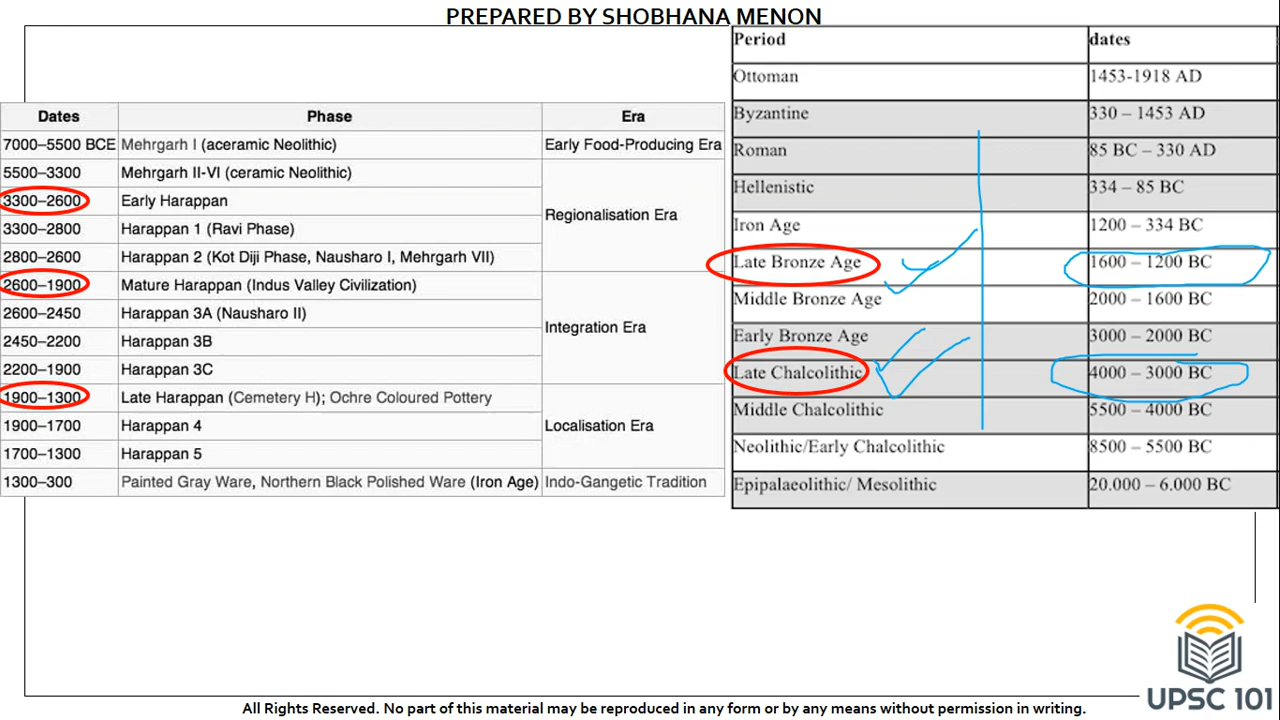 PREPARED BY SHOBHANA MENON
Dates Phase Era
7000–5500 BCE Mehrgarh I (aceramic Neolithic) Early Food-Producing Era
5500–3300 Mehrgarh II-VI (ceramic Neolithic) Regionalisation Era
3300–2600 Early Harappan
3300–2800 Harappan 1 (Ravi Phase)
2800–2600 Harappan 2 (Kot Diji Phase, Nausharo I, Mehrgarh VII)
2600–1900 Mature Harappan (Indus Valley Civilization) Integration Era
2600–2450 Harappan 3A (Nausharo II)
2450–2200 Harappan 3B
2200–1900 Harappan 3C
1900–1300 Late Harappan (Cemetery H); Ochre Coloured Pottery Localisation Era
1900–1700 Harappan 4
1700–1300 Harappan 5
1300–300 Painted Gray Ware, Northern Black Polished Ware (Iron Age) Indo-Gangetic Tradition
Period dates
Ottoman 1453-1918 AD
Byzantine 330 – 1453 AD
Roman 85 BC – 330 AD
Hellenistic 334 – 85 BC
Iron Age 1200 – 334 BC
Late Bronze Age 1600 – 1200 BC
Middle Bronze Age 2000 – 1600 BC
Early Bronze Age 3000 – 2000 BC
Late Chalcolithic 4000 – 3000 BC
Middle Chalcolithic 5500 – 4000 BC
Neolithic/Early Chalcolithic 8500 – 5500 BC
Epipalaeolithic/ Mesolithic 20.000 – 6.000 BC
UPSC 101
All Rights Reserved. No part of this material may be reproduced in any form or by any means without permission in writing.